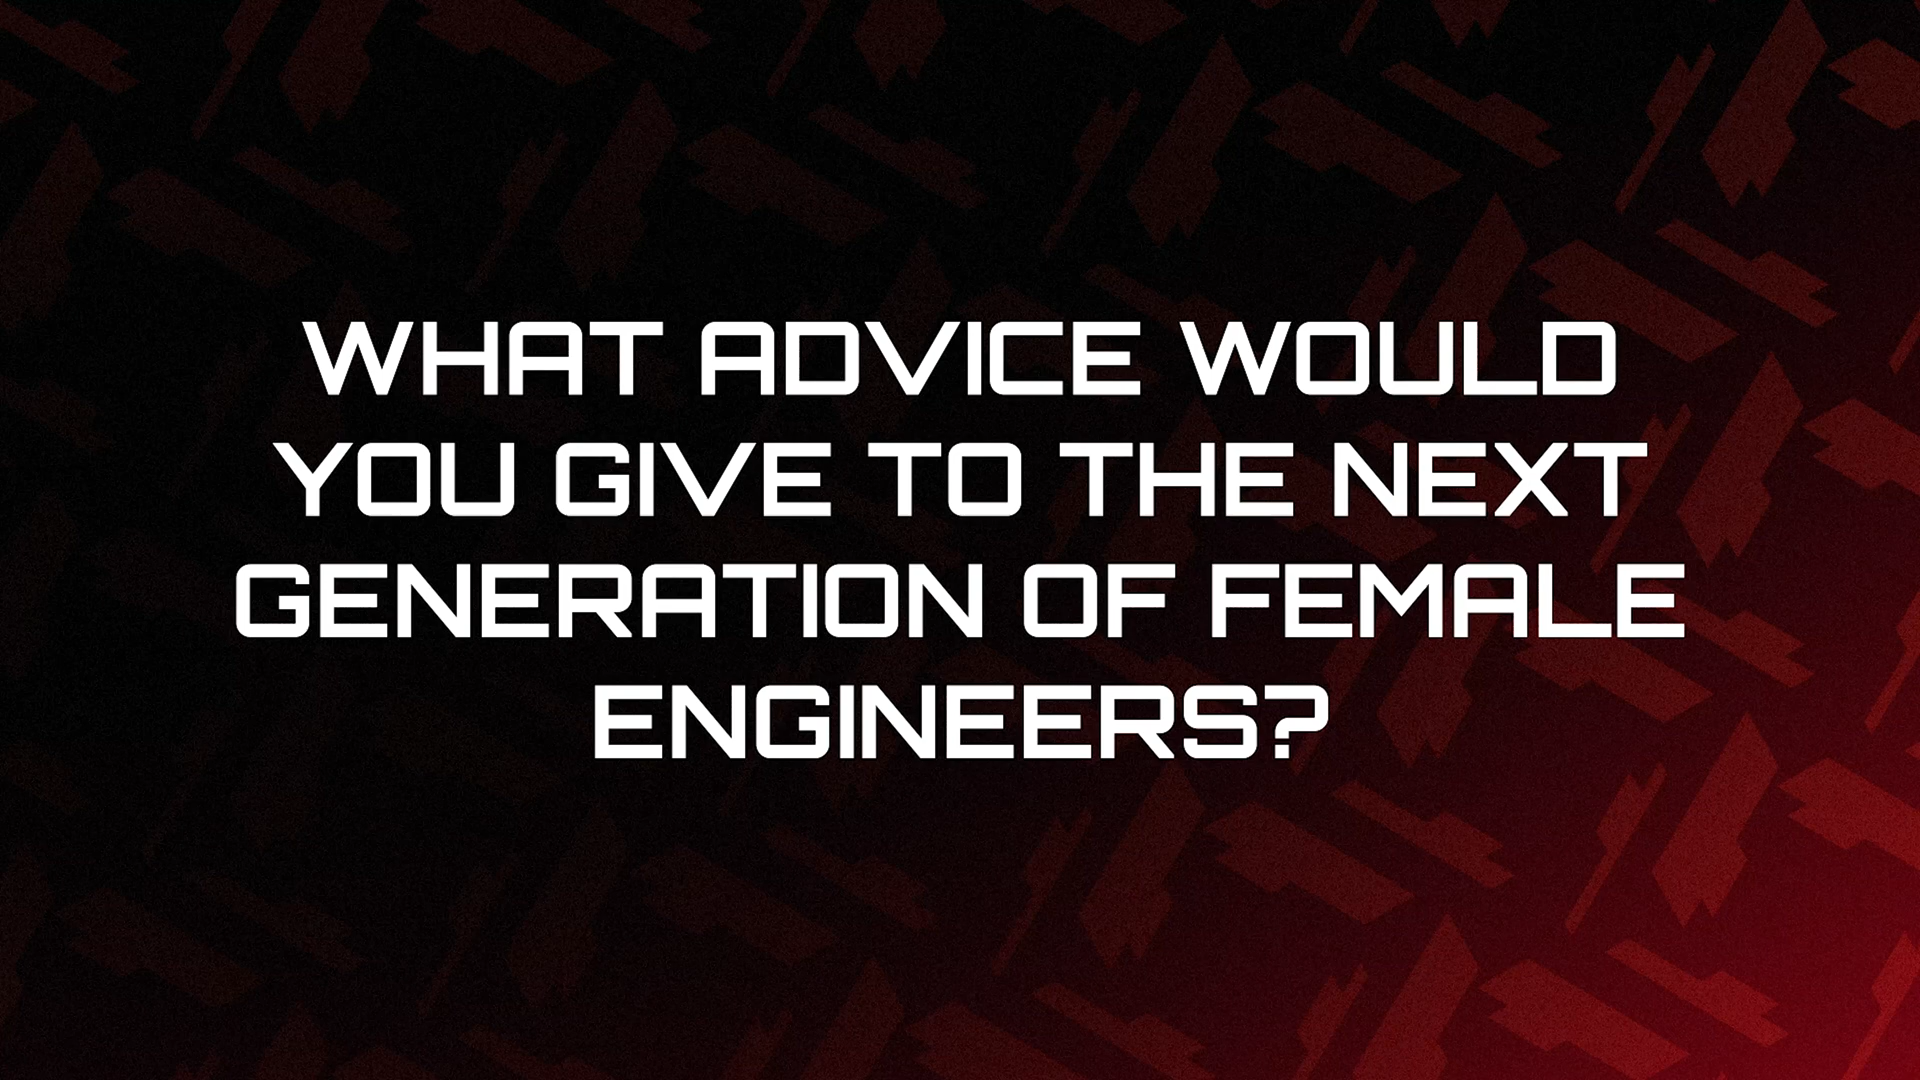 WHAT ADVICE WOULD
YOU GIVE TO THE NEXT
GENERATION OF FEMALE
ENGINEERS?